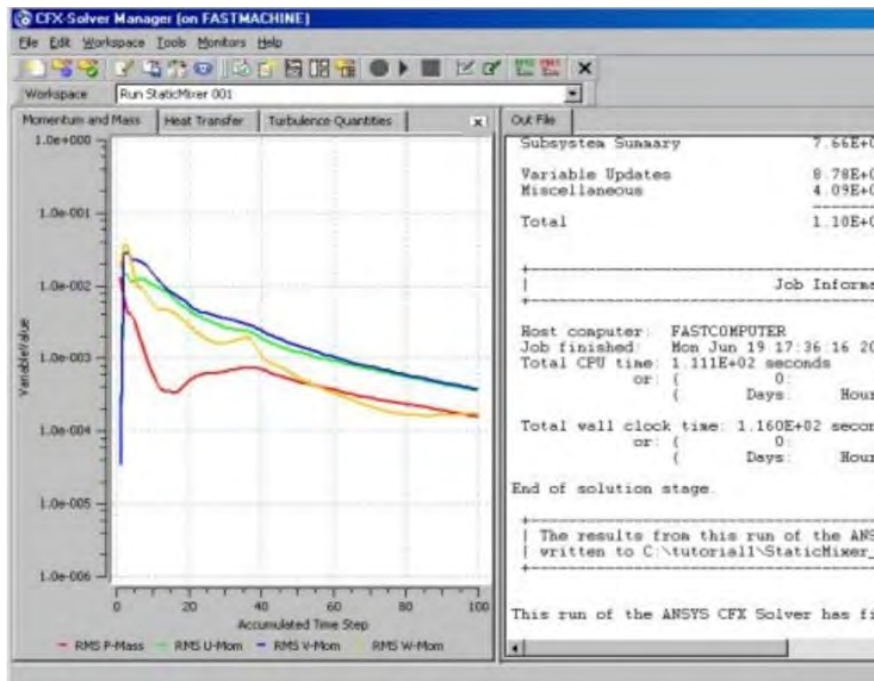 CFX-Solver Manager (on FASTMACHINE)
File Edit Workspace Tools Monitors Help
Workspace Run StaticMixer 001
Momentum and Mass Heat Transfer Turbulence Quantities
1.0e+000
1.0e-001
1.0e-002
1.0e-003
1.0e-004
1.0e-005
1.0e-006
Variable Value
0 20 40 60 80 100
Accumulated Time Step
RMS P-Mass RMS U-Mom RMS V-Mom RMS W-Mom
Out File
Subsystem Summary 7.66E+0
Variable Updates 8.78E+0
Miscellaneous 4.09E+0
--------
Total 1.10E+0
+--------------------
| Job Informa
+--------------------
Host computer: FASTCOMPUTER
Job finished: Mon Jun 19 17:36:16 20
Total CPU time: 1.111E+02 seconds
or: ( 0:
( Days: Hour
Total wall clock time: 1.160E+02 secon
or: ( 0:
( Days: Hour
End of solution stage.
+--------------------
| The results from this run of the ANS
| written to C:\tutorial1\StaticMixer_
+--------------------
This run of the ANSYS CFX Solver has fi